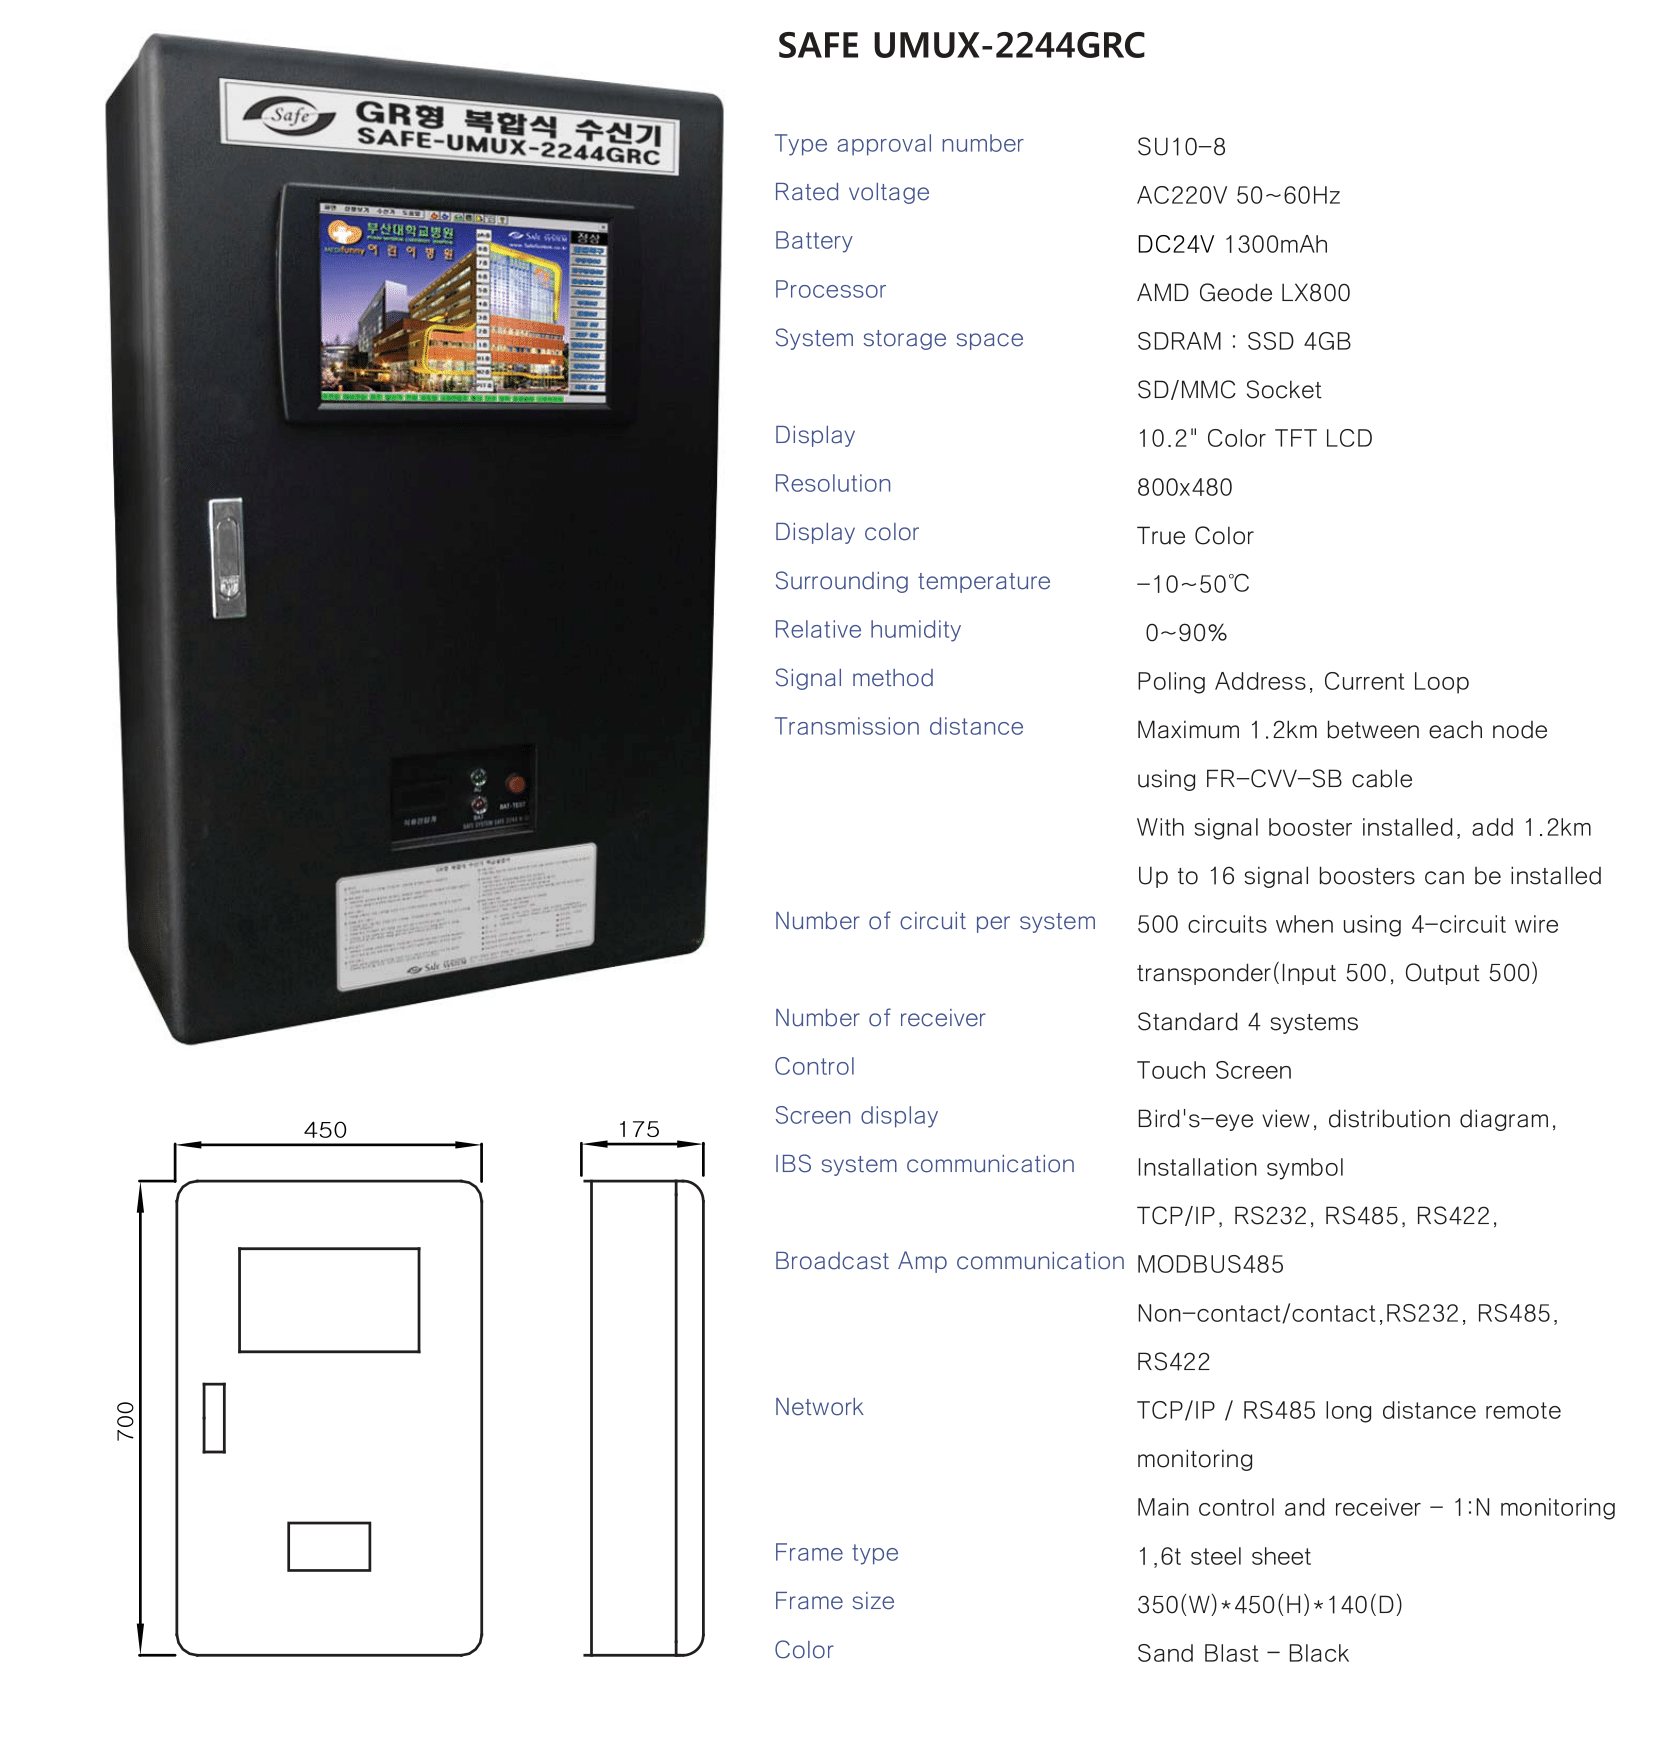 SAFE UMUX-2244GRC
Safe
GR형 복합식 수신기
SAFE-UMUX-2244GRC
부산대학교병원
어린이병원
정상
AC
BAT
BAT-TEST
Type approval number SU10-8
Rated voltage AC220V 50~60Hz
Battery DC24V 1300mAh
Processor AMD Geode LX800
System storage space SDRAM : SSD 4GB
SD/MMC Socket
Display 10.2" Color TFT LCD
Resolution 800x480
Display color True Color
Surrounding temperature -10~50℃
Relative humidity 0~90%
Signal method Poling Address, Current Loop
Transmission distance Maximum 1.2km between each node
using FR-CVV-SB cable
With signal booster installed, add 1.2km
Up to 16 signal boosters can be installed
Number of circuit per system 500 circuits when using 4-circuit wire
transponder(Input 500, Output 500)
Number of receiver Standard 4 systems
Control Touch Screen
Screen display Bird's-eye view, distribution diagram,
IBS system communication Installation symbol
TCP/IP, RS232, RS485, RS422,
Broadcast Amp communication MODBUS485
Non-contact/contact,RS232, RS485,
RS422
Network TCP/IP / RS485 long distance remote
monitoring
Main control and receiver - 1:N monitoring
Frame type 1,6t steel sheet
Frame size 350(W)*450(H)*140(D)
Color Sand Blast - Black
450
175
700